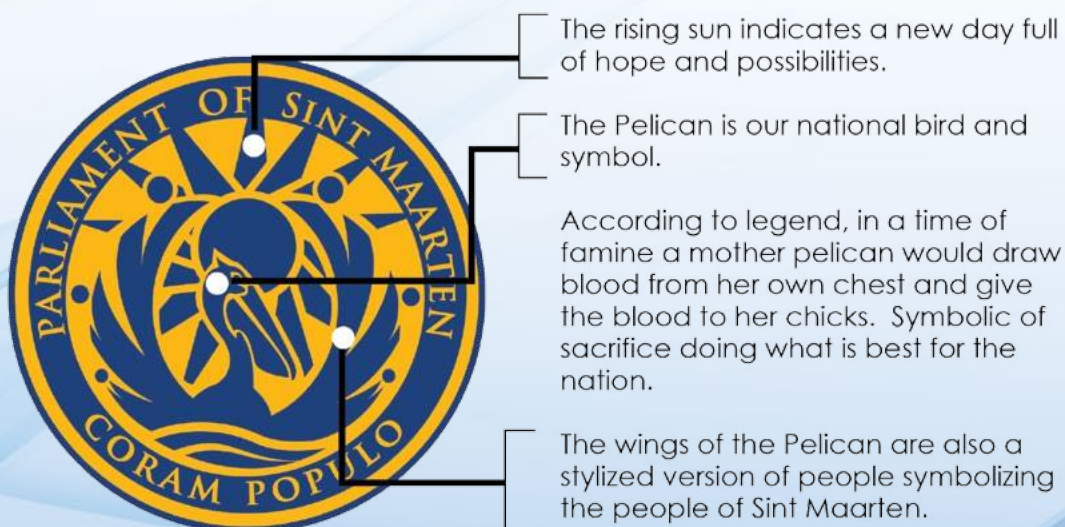 PARLIAMENT OF SINT MAARTEN
CORAM POPULO
The rising sun indicates a new day full
of hope and possibilities.
The Pelican is our national bird and
symbol.
According to legend, in a time of
famine a mother pelican would draw
blood from her own chest and give
the blood to her chicks. Symbolic of
sacrifice doing what is best for the
nation.
The wings of the Pelican are also a
stylized version of people symbolizing
the people of Sint Maarten.